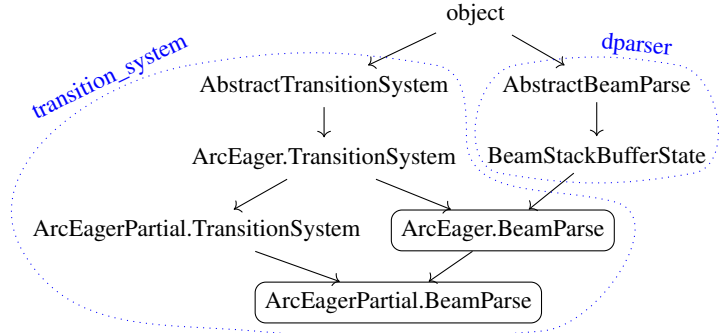 object
dparser
transition_system
AbstractTransitionSystem
AbstractBeamParse
ArcEager.TransitionSystem
BeamStackBufferState
ArcEagerPartial.TransitionSystem
ArcEager.BeamParse
ArcEagerPartial.BeamParse